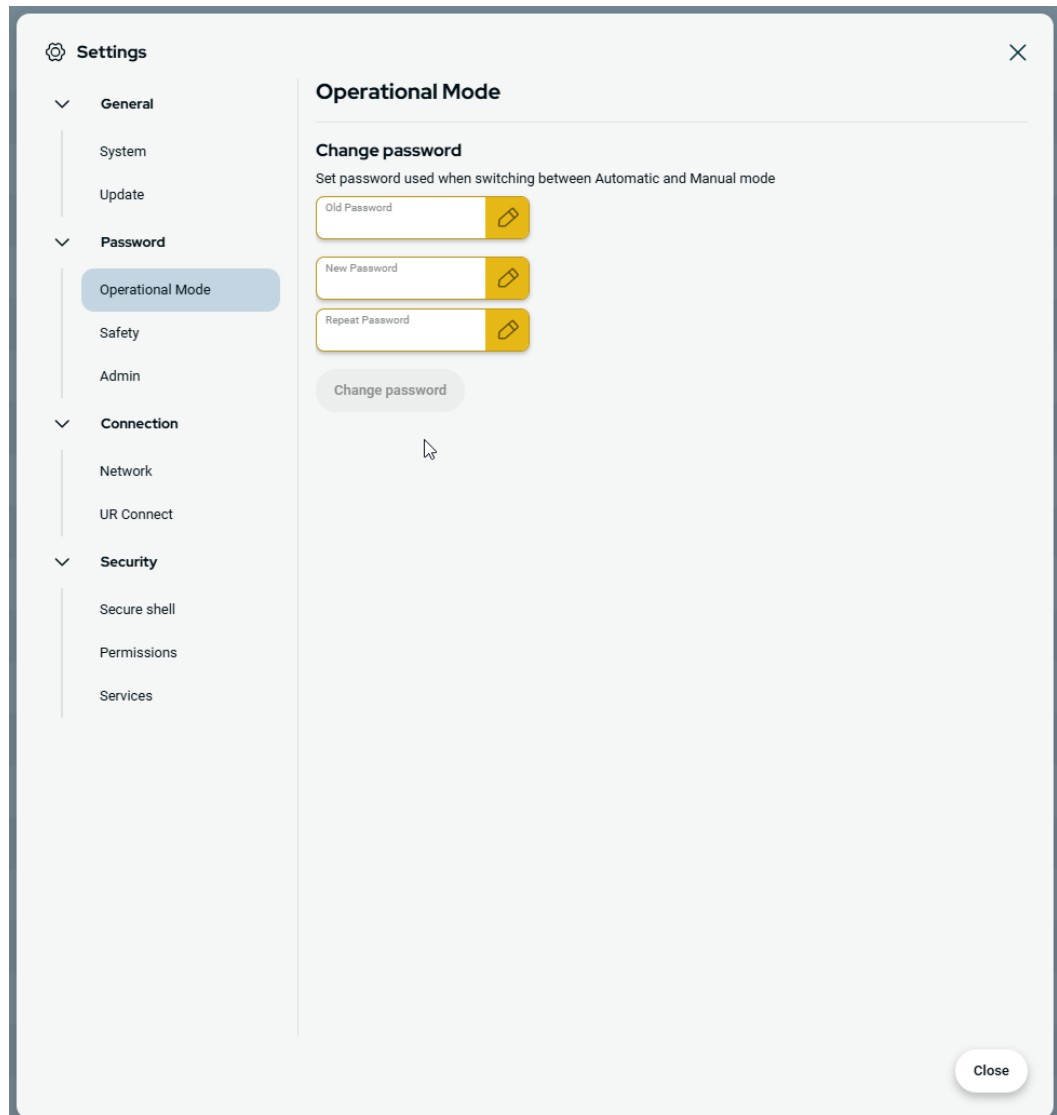 Settings
General
System
Update
Password
Operational Mode
Safety
Admin
Connection
Network
UR Connect
Security
Secure shell
Permissions
Services
Operational Mode
Change password
Set password used when switching between Automatic and Manual mode
Old Password
New Password
Repeat Password
Change password
Close